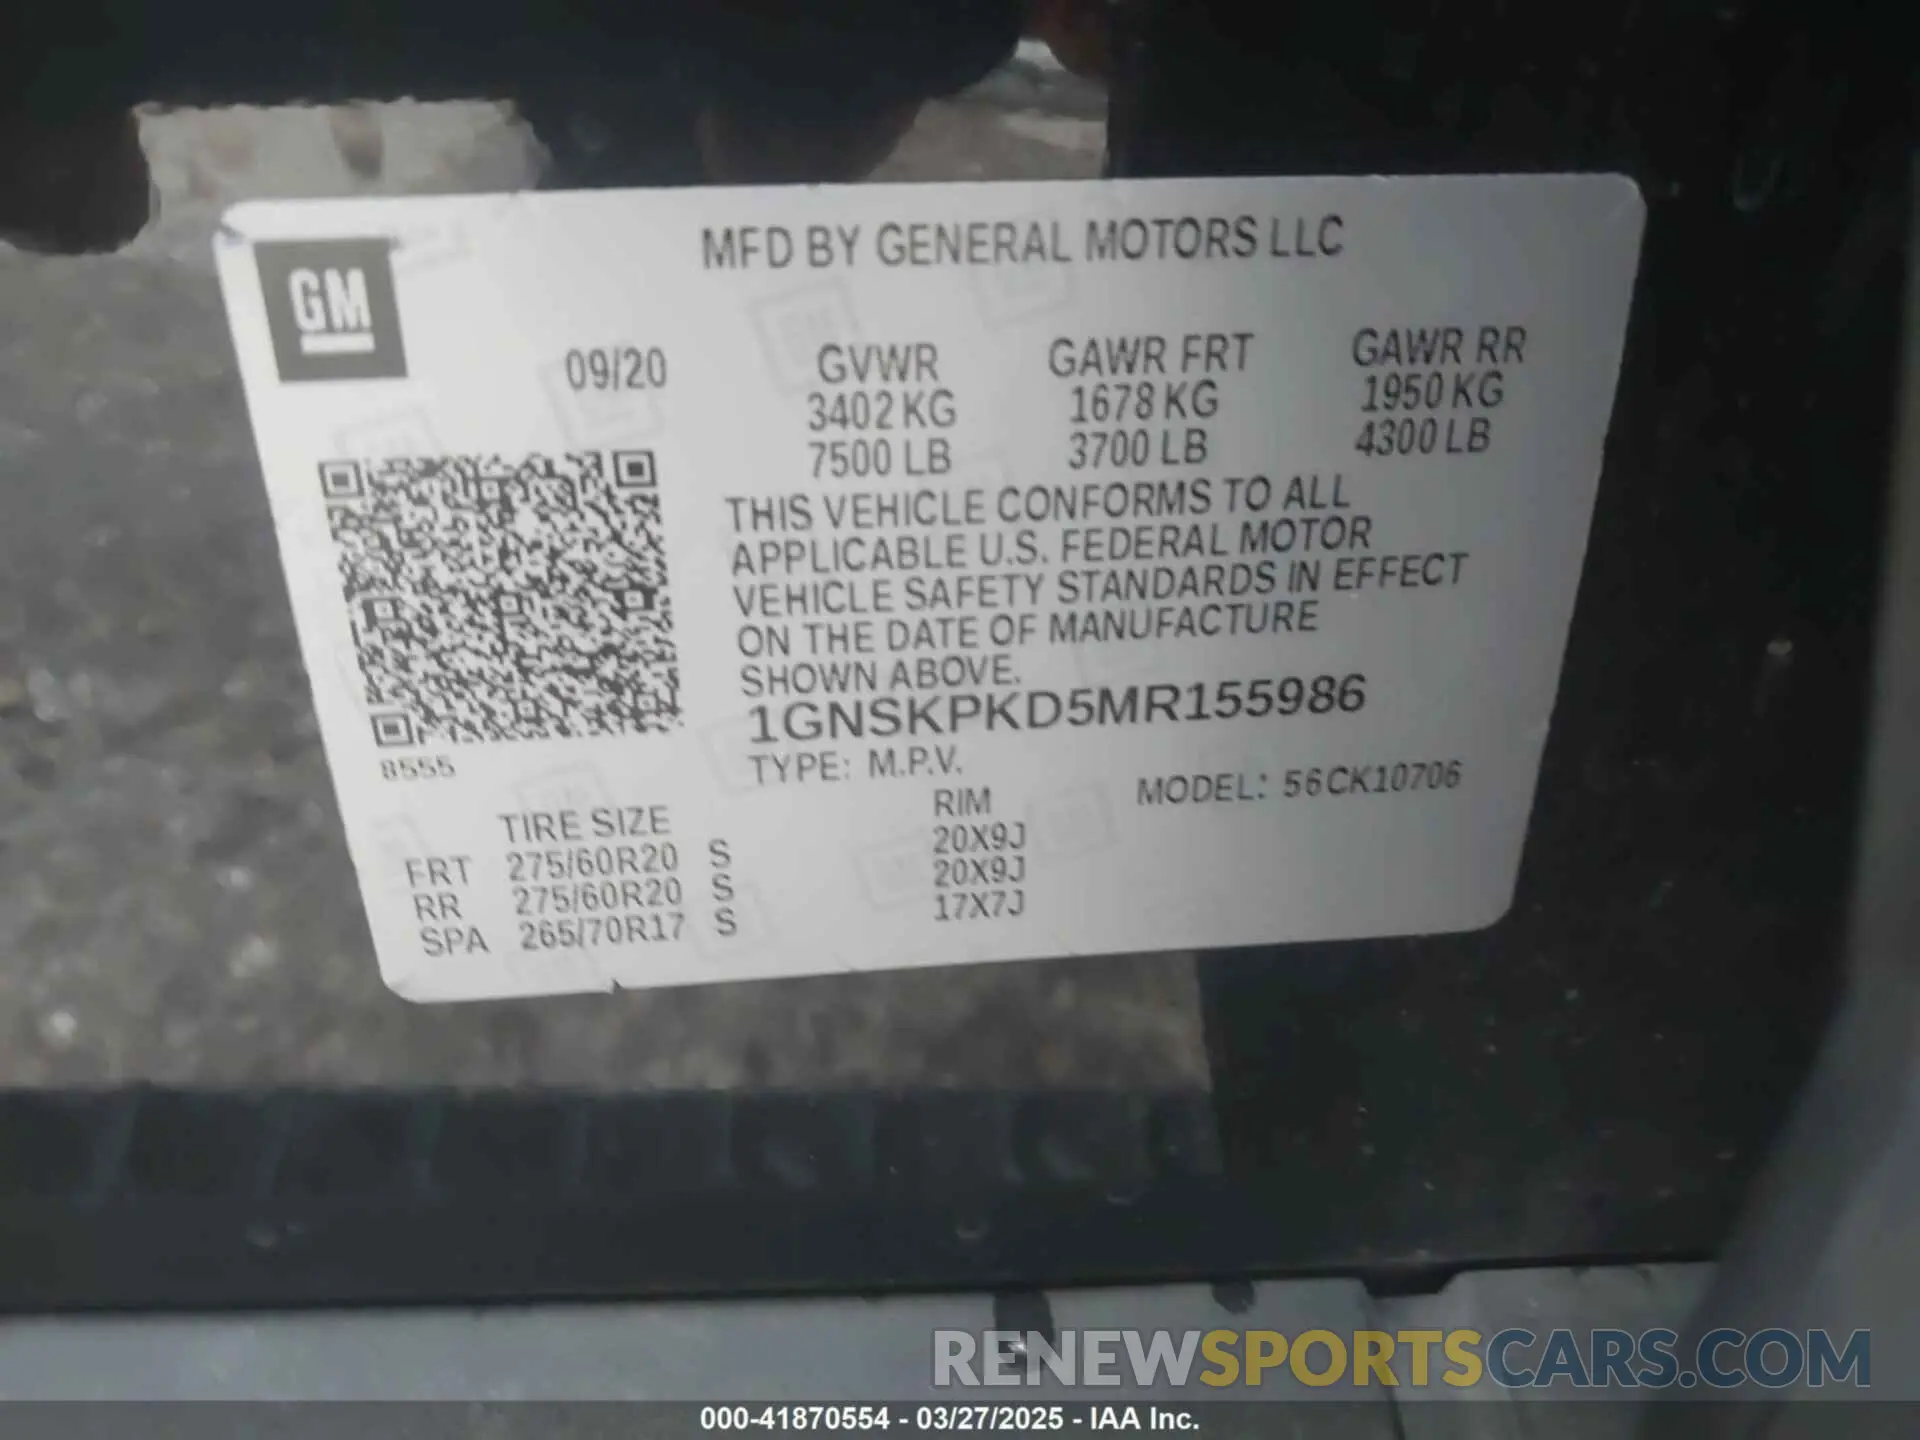 MFD BY GENERAL MOTORS LLC
GM
09/20 GVWR GAWR FRT GAWR RR
3402 KG 1678 KG 1950 KG
7500 LB 3700 LB 4300 LB
THIS VEHICLE CONFORMS TO ALL
APPLICABLE U.S. FEDERAL MOTOR
VEHICLE SAFETY STANDARDS IN EFFECT
ON THE DATE OF MANUFACTURE
SHOWN ABOVE.
1GNSKPKD5MR155986
8555
TYPE: M.P.V. MODEL: 56CK10706
TIRE SIZE RIM
FRT 275/60R20 S 20X9J
RR 275/60R20 S 20X9J
SPA 265/70R17 S 17X7J
RENEWSPORTSCARS.COM
000-41870554 - 03/27/2025 - IAA Inc.